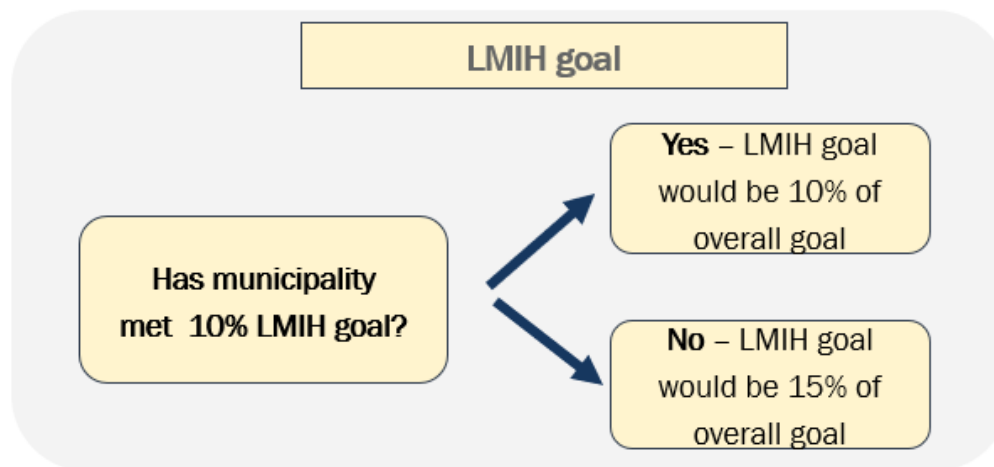 LMIH goal
Has municipality
met 10% LMIH goal?
Yes – LMIH goal
would be 10% of
overall goal
No – LMIH goal
would be 15% of
overall goal